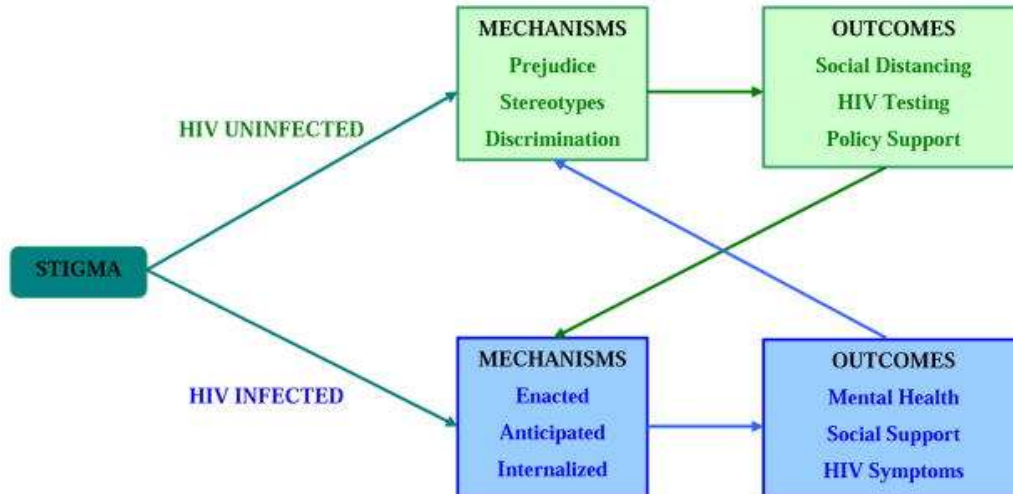 MECHANISMS
Prejudice
Stereotypes
Discrimination
OUTCOMES
Social Distancing
HIV Testing
Policy Support
HIV UNINFECTED
STIGMA
HIV INFECTED
MECHANISMS
Enacted
Anticipated
Internalized
OUTCOMES
Mental Health
Social Support
HIV Symptoms